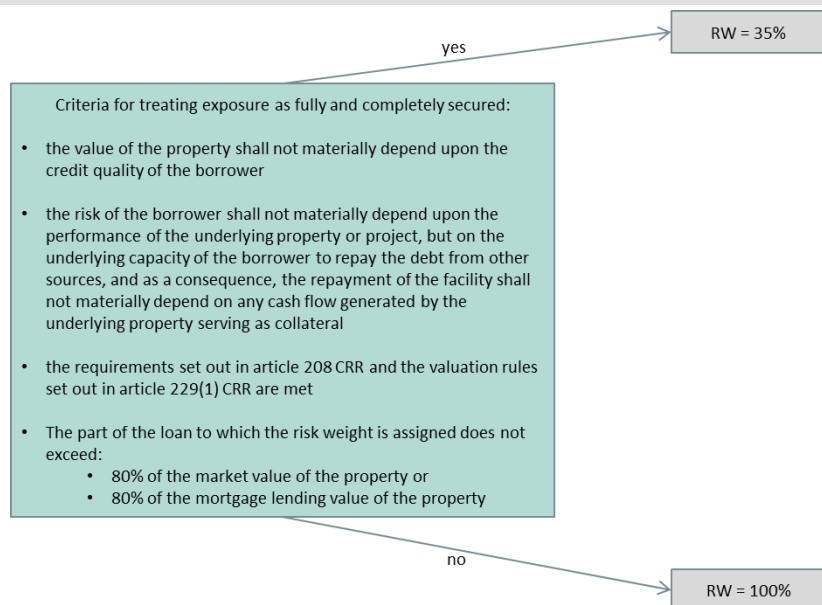 RW = 35%
yes
Criteria for treating exposure as fully and completely secured:
• the value of the property shall not materially depend upon the
credit quality of the borrower
• the risk of the borrower shall not materially depend upon the
performance of the underlying property or project, but on the
underlying capacity of the borrower to repay the debt from other
sources, and as a consequence, the repayment of the facility shall
not materially depend on any cash flow generated by the
underlying property serving as collateral
• the requirements set out in article 208 CRR and the valuation rules
set out in article 229(1) CRR are met
• The part of the loan to which the risk weight is assigned does not
exceed:
• 80% of the market value of the property or
• 80% of the mortgage lending value of the property
no
RW = 100%